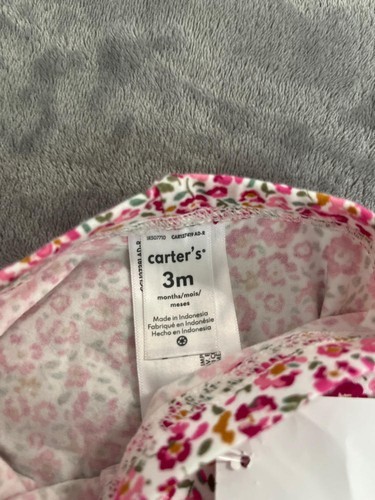 carter's
3m
months/mois/
meses
Made in Indonesia
Fabriqué en Indonésie
Hecho en Indonesia